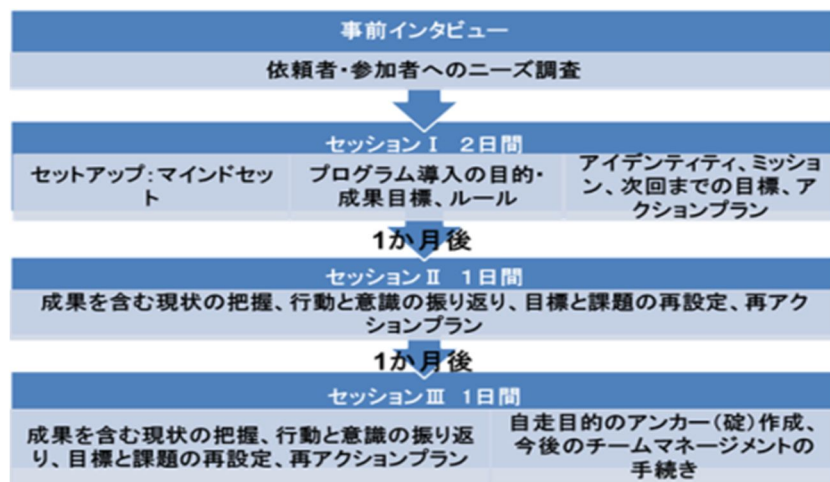 事前インタビュー
依頼者・参加者へのニーズ調査
セッションⅠ 2日間
セットアップ:マインドセッ
ト
プログラム導入の目的・
成果目標、ルール
アイデンティティ、ミッショ
ン、次回までの目標、ア
クションプラン
1か月後
セッションⅡ 1日間
成果を含む現状の把握、行動と意識の振り返り、目標と課題の再設定、再アク
ションプラン
1か月後
セッションⅢ 1日間
成果を含む現状の把握、行動と意識の振り返
り、目標と課題の再設定、再アクションプラン
自走目的のアンカー(碇)作成、
今後のチームマネージメントの
手続き